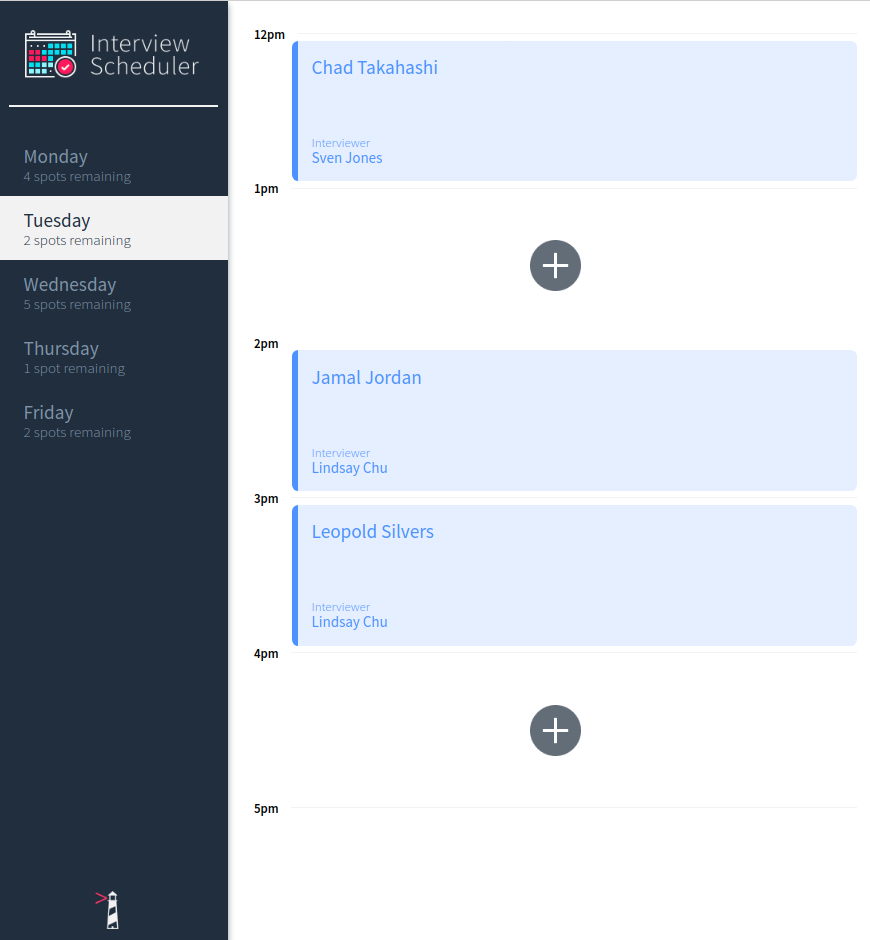 Interview
Scheduler
Monday
4 spots remaining
Tuesday
2 spots remaining
Wednesday
5 spots remaining
Thursday
1 spot remaining
Friday
2 spots remaining
12pm
Chad Takahashi
Interviewer
Sven Jones
1pm
2pm
Jamal Jordan
Interviewer
Lindsay Chu
3pm
Leopold Silvers
Interviewer
Lindsay Chu
4pm
5pm